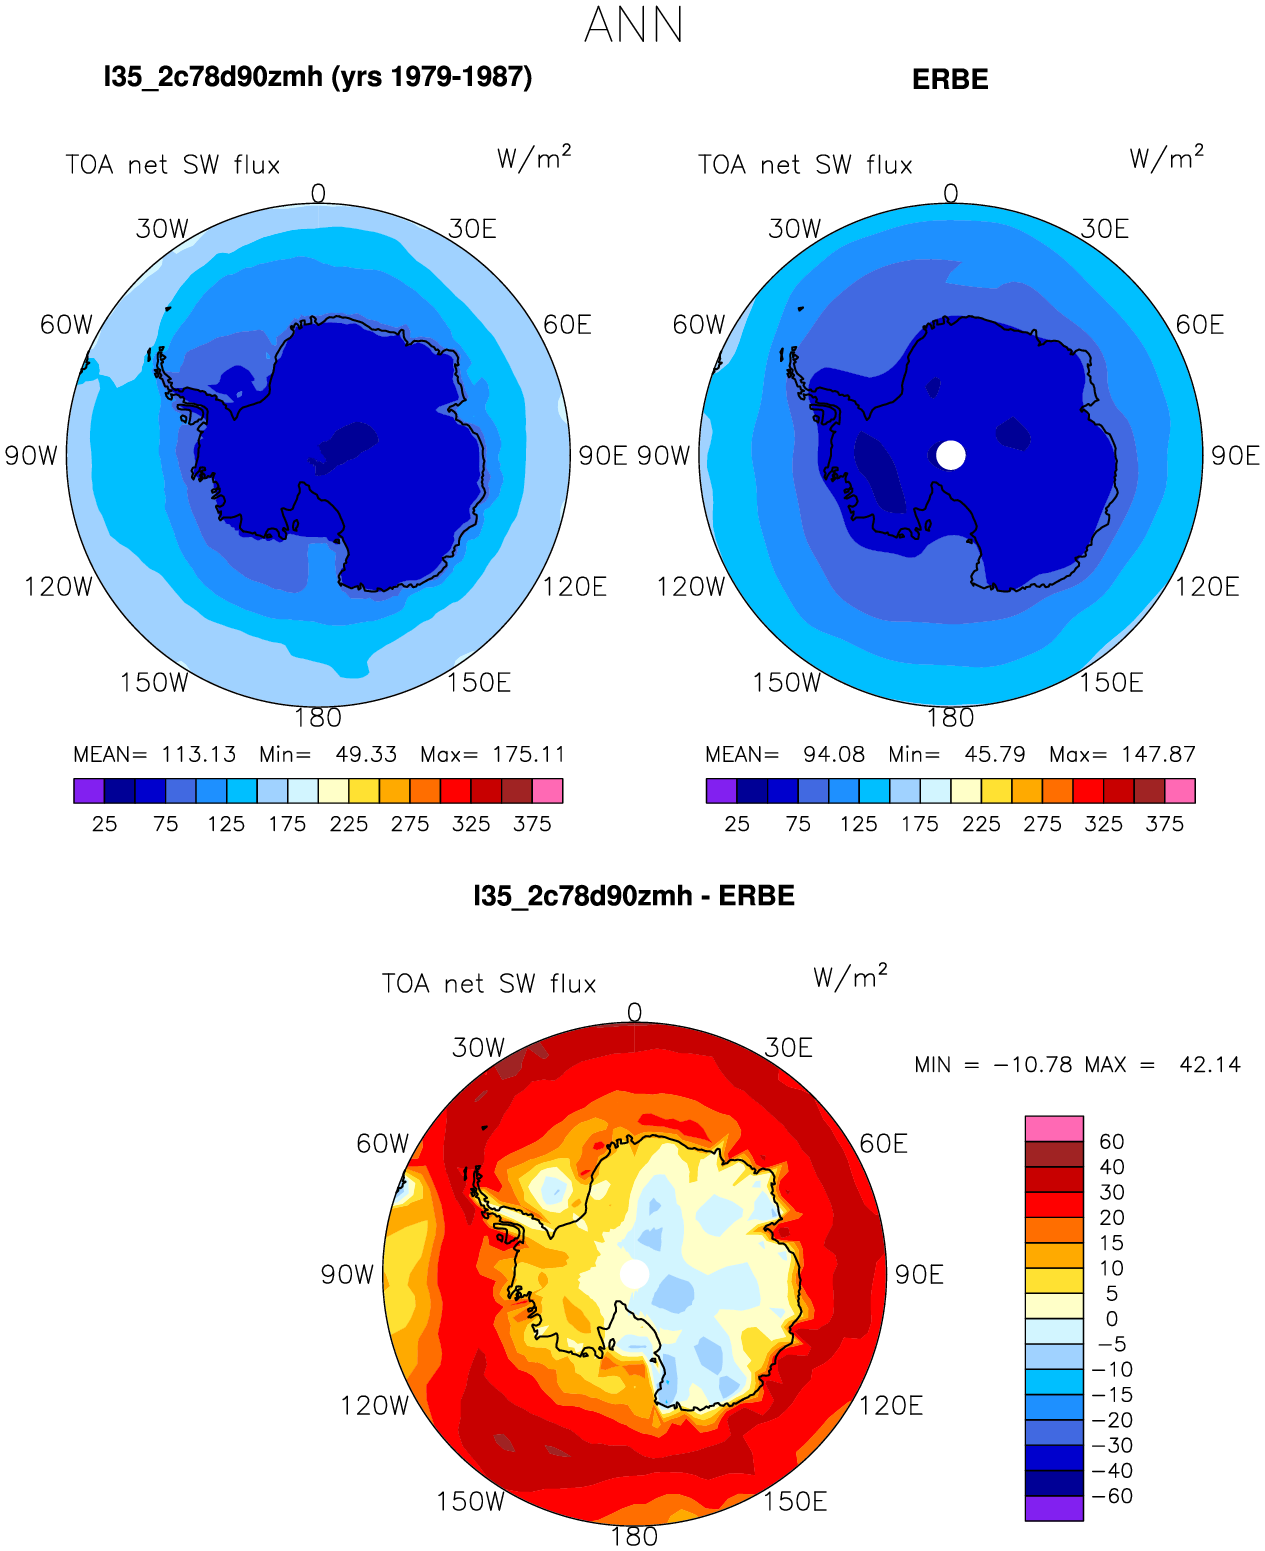 ANN
l35_2c78d90zmh (yrs 1979-1987)
ERBE
TOA net SW flux W/m²
TOA net SW flux W/m²
0
30W 30E
60W 60E
90W 90E
120W 120E
150W 150E
180
0
30W 30E
60W 60E
90W 90E
120W 120E
150W 150E
180
MEAN= 113.13 Min= 49.33 Max= 175.11
25 75 125 175 225 275 325 375
MEAN= 94.08 Min= 45.79 Max= 147.87
25 75 125 175 225 275 325 375
l35_2c78d90zmh - ERBE
TOA net SW flux W/m²
0
30W 30E
60W 60E
90W 90E
120W 120E
150W 150E
180
MIN = −10.78 MAX = 42.14
60
40
30
20
15
10
5
0
−5
−10
−15
−20
−30
−40
−60